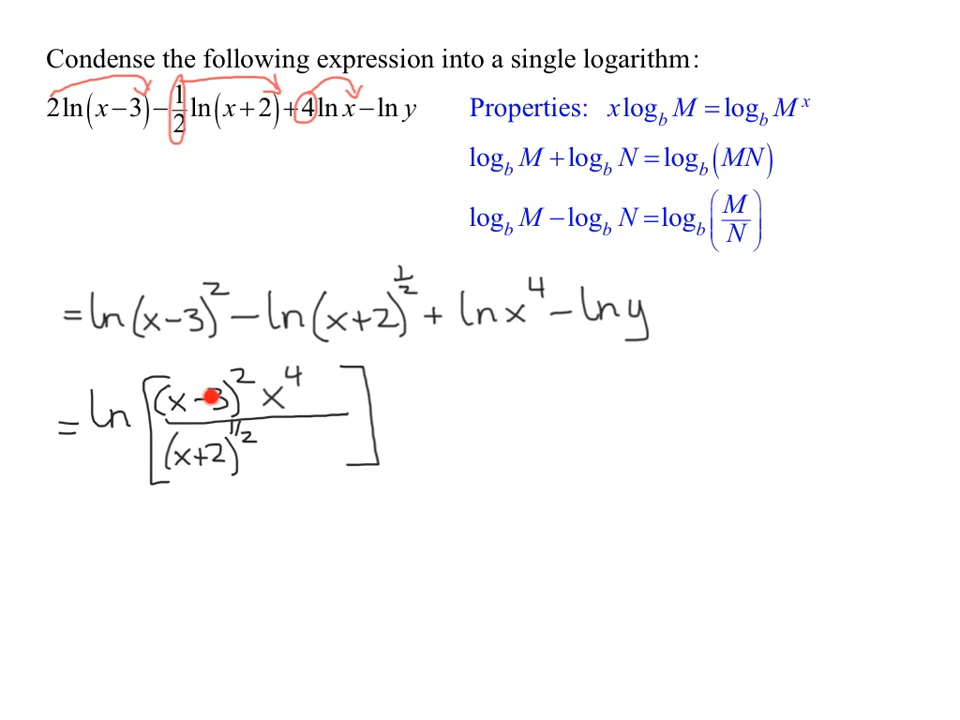 Condense the following expression into a single logarithm:
2ln(x−3)−1/2 ln(x+2)+4ln x−ln y
Properties: x log_b M = log_b M^x
log_b M + log_b N = log_b (MN)
log_b M − log_b N = log_b (M/N)
= ln(x−3)^2 − ln(x+2)^(1/2) + ln x^4 − ln y
= ln [(x−3)^2 x^4 / (x+2)^(1/2)]